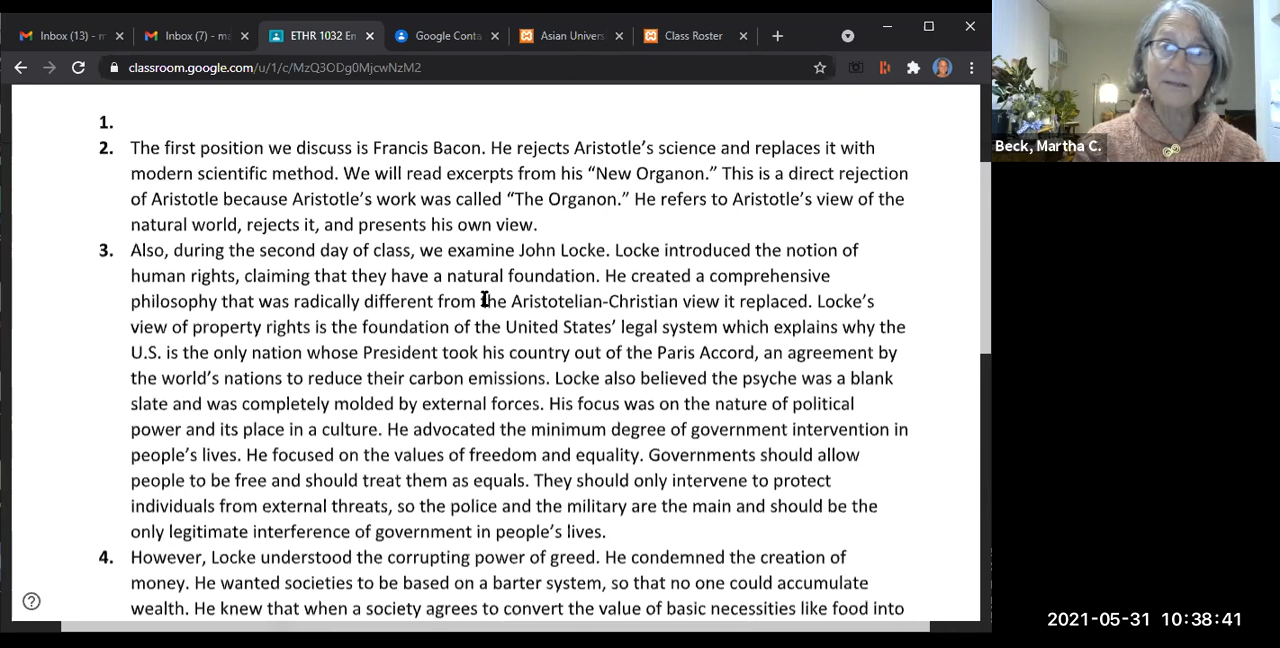 Inbox (13) - m
Inbox (7) - ma
ETHR 1032 En
Google Conta
Asian Univers
Class Roster
classroom.google.com/u/1/c/MzQ3ODg0MjcwNzM2
Beck, Martha C.
1.
2. The first position we discuss is Francis Bacon. He rejects Aristotle's science and replaces it with
modern scientific method. We will read excerpts from his "New Organon." This is a direct rejection
of Aristotle because Aristotle's work was called "The Organon." He refers to Aristotle's view of the
natural world, rejects it, and presents his own view.
3. Also, during the second day of class, we examine John Locke. Locke introduced the notion of
human rights, claiming that they have a natural foundation. He created a comprehensive
philosophy that was radically different from the Aristotelian-Christian view it replaced. Locke's
view of property rights is the foundation of the United States' legal system which explains why the
U.S. is the only nation whose President took his country out of the Paris Accord, an agreement by
the world's nations to reduce their carbon emissions. Locke also believed the psyche was a blank
slate and was completely molded by external forces. His focus was on the nature of political
power and its place in a culture. He advocated the minimum degree of government intervention in
people's lives. He focused on the values of freedom and equality. Governments should allow
people to be free and should treat them as equals. They should only intervene to protect
individuals from external threats, so the police and the military are the main and should be the
only legitimate interference of government in people's lives.
4. However, Locke understood the corrupting power of greed. He condemned the creation of
money. He wanted societies to be based on a barter system, so that no one could accumulate
wealth. He knew that when a society agrees to convert the value of basic necessities like food into
2021-05-31 10:38:41